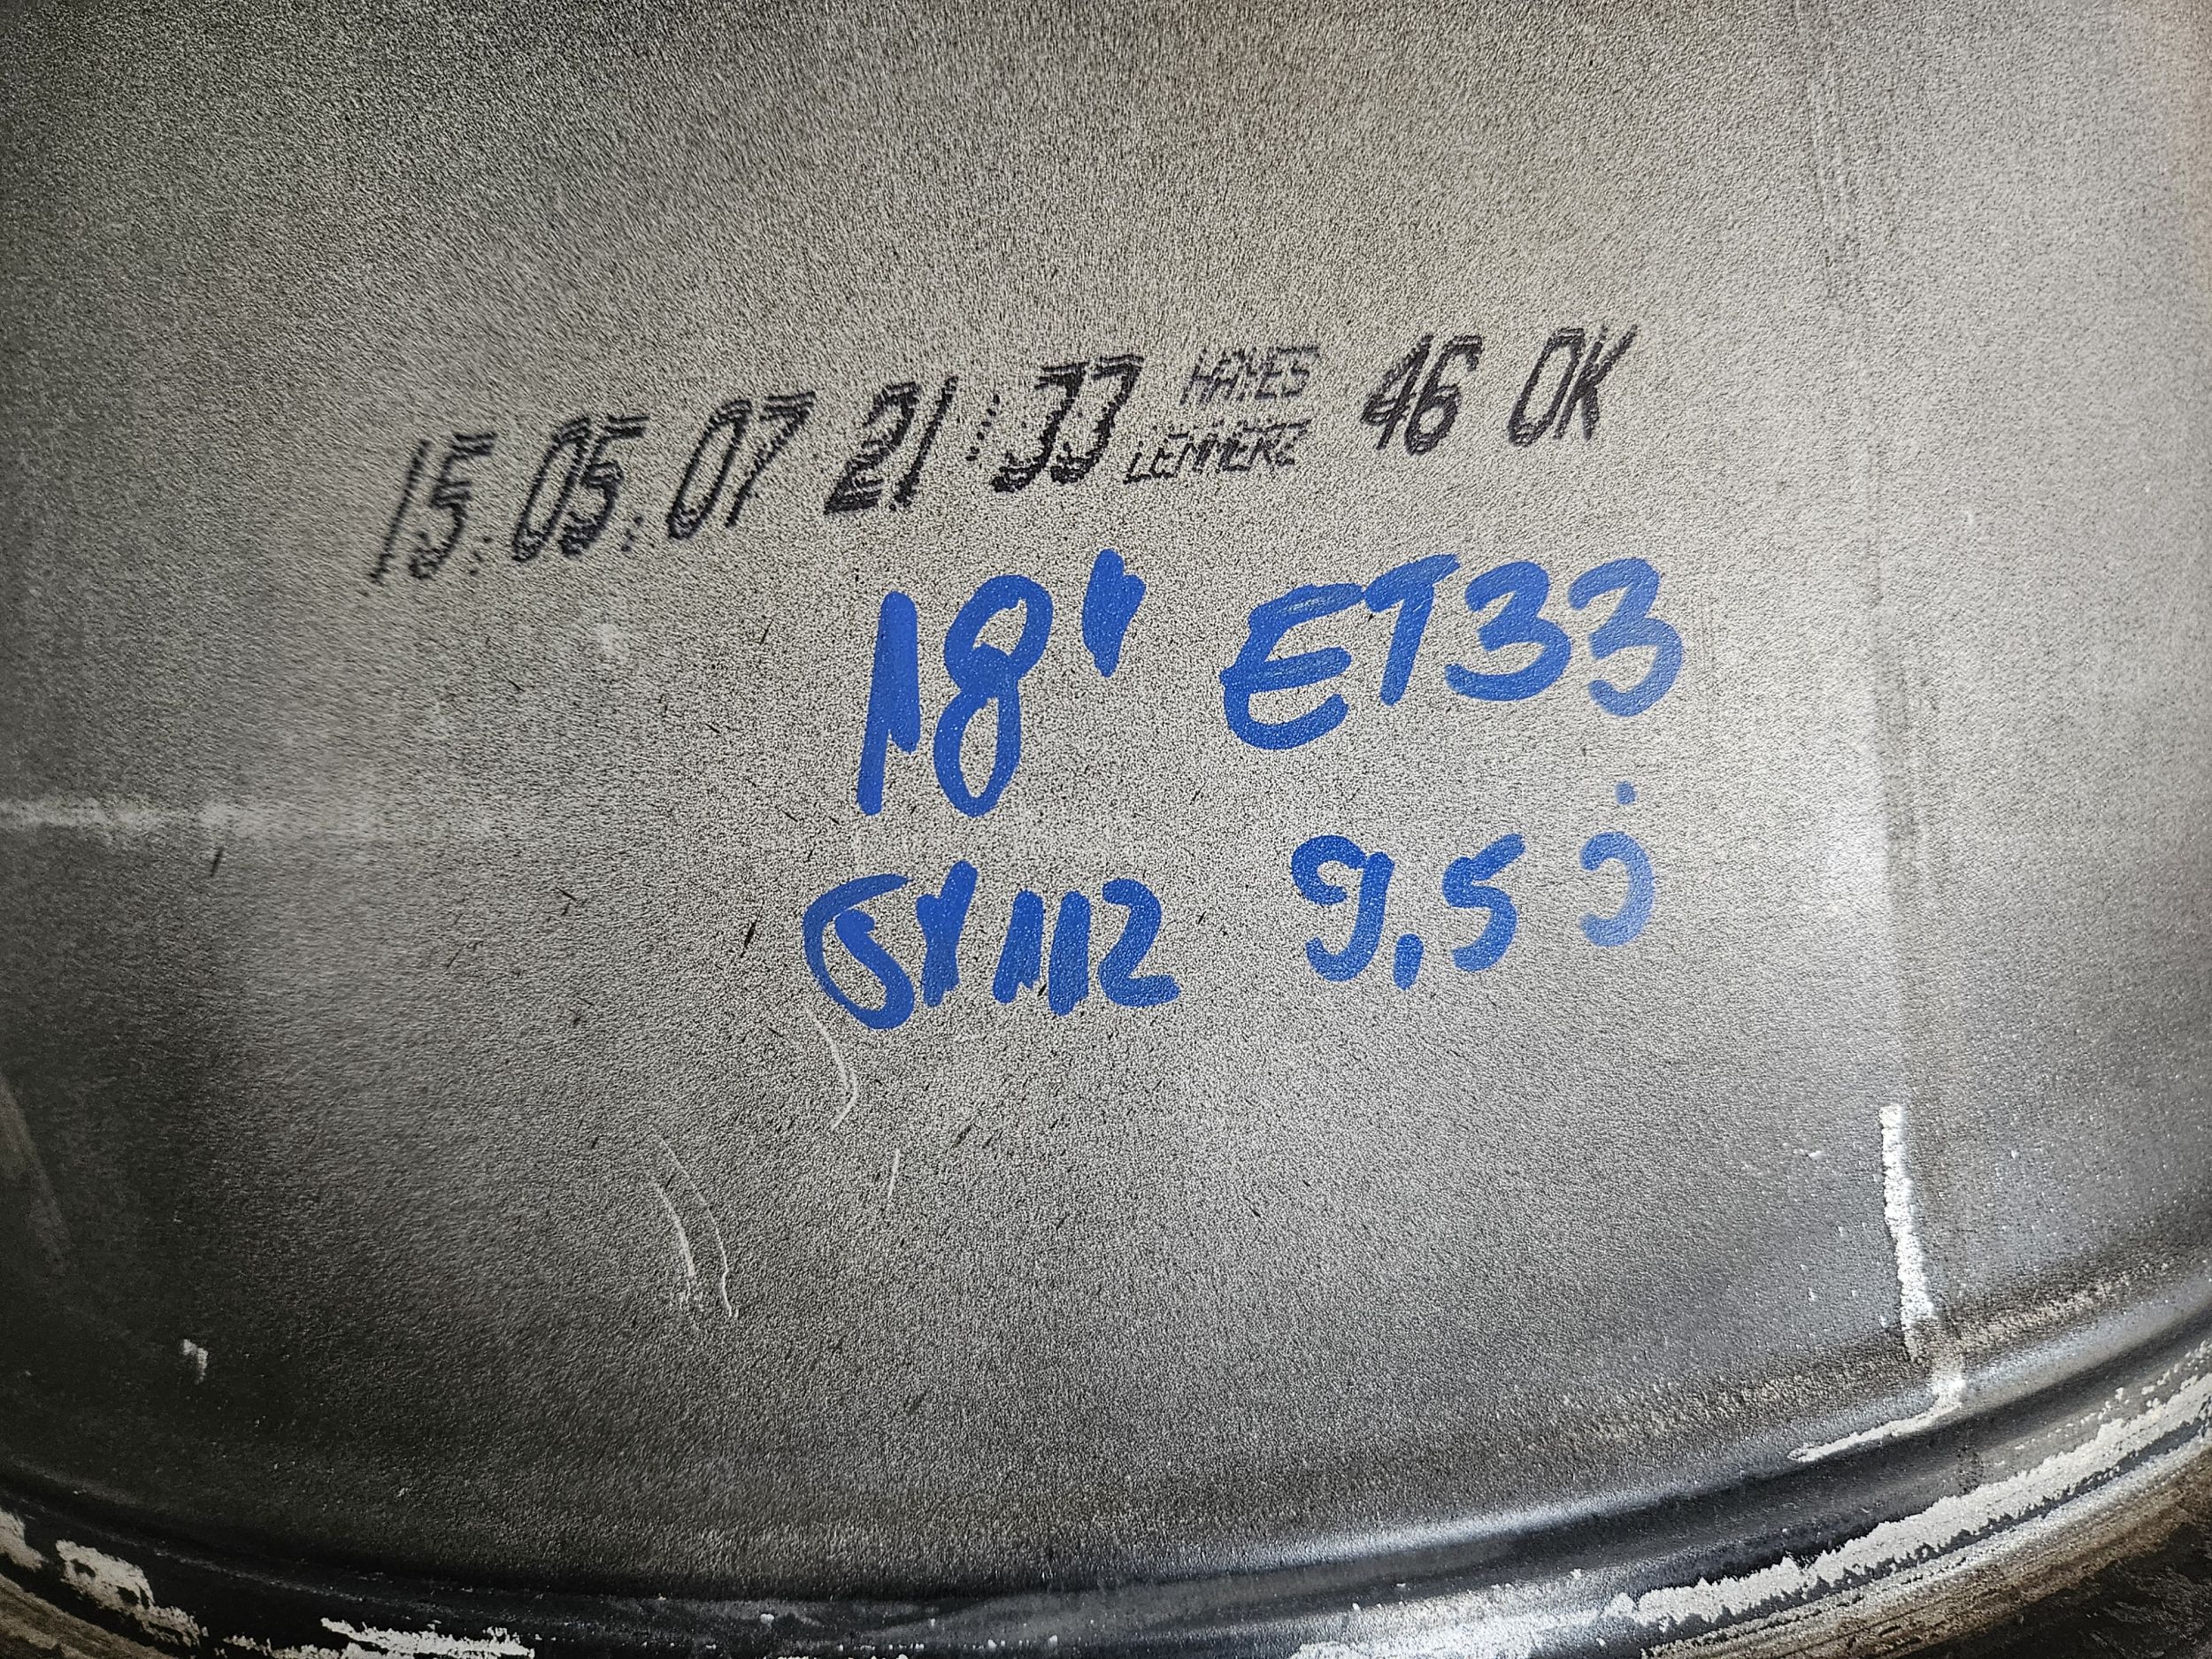 15.05.07 21:33 HAYES LEMMERZ 46 OK
18" ET33
5x112 9,5J